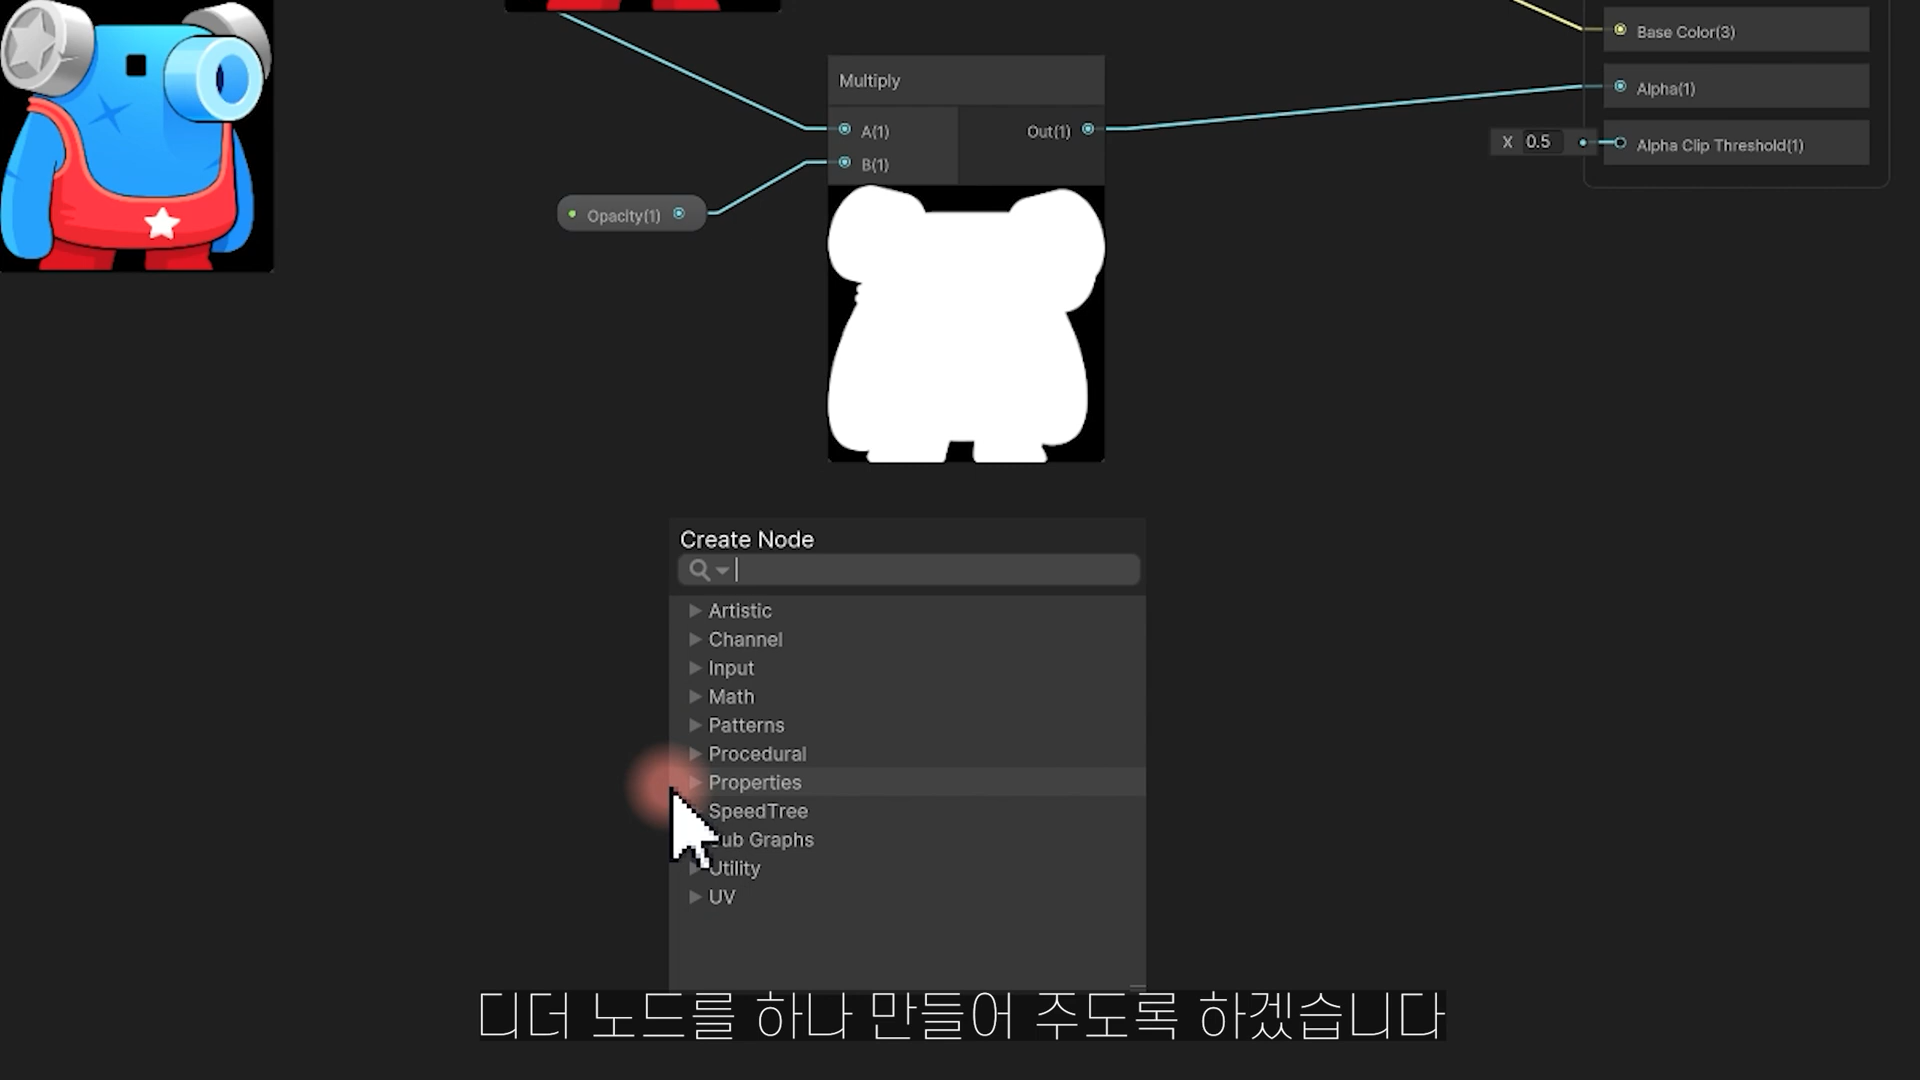 Base Color(3)
Multiply
Alpha(1)
A(1)
Out(1)
X 0.5
Alpha Clip Threshold(1)
B(1)
Opacity(1)
Create Node
Artistic
Channel
Input
Math
Patterns
Procedural
Properties
SpeedTree
Graphs
Utility
UV
디더 노드를 하나 만들어 주도록 하겠습니다